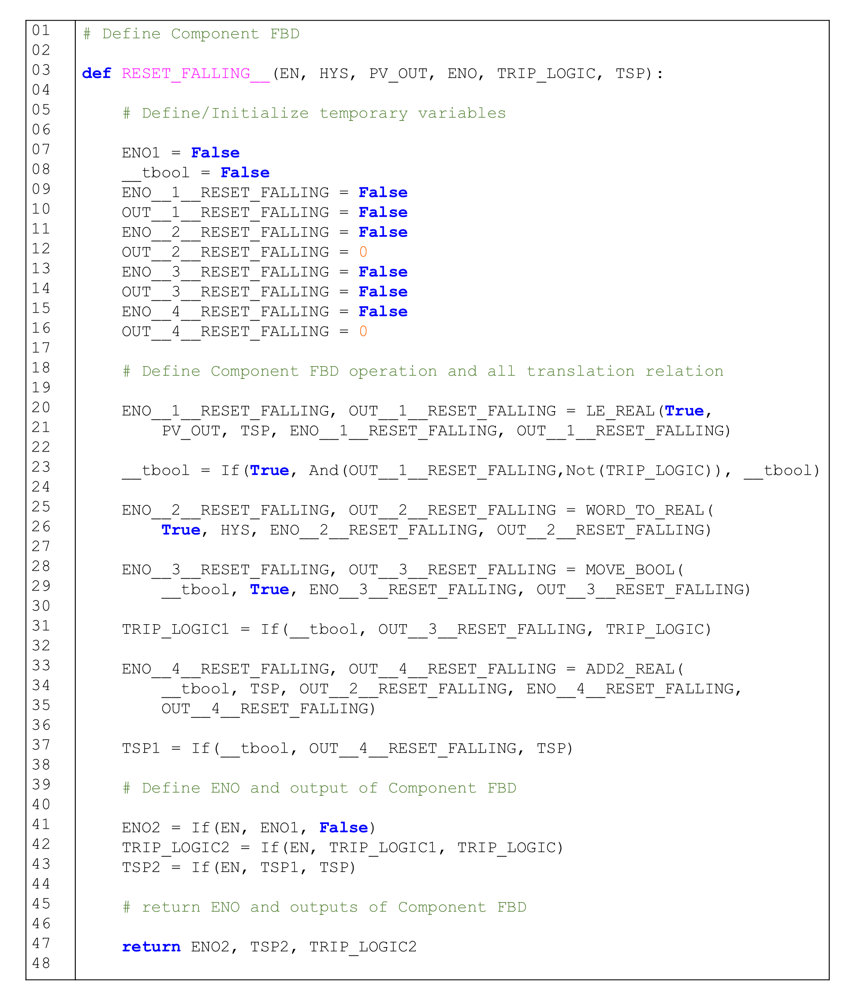 01 # Define Component FBD
02
03 def RESET_FALLING__(EN, HYS, PV_OUT, ENO, TRIP_LOGIC, TSP):
04
05     # Define/Initialize temporary variables
06
07     ENO1 = False
08     __tbool = False
09     ENO__1__RESET_FALLING = False
10     OUT__1__RESET_FALLING = False
11     ENO__2__RESET_FALLING = False
12     OUT__2__RESET_FALLING = 0
13     ENO__3__RESET_FALLING = False
14     OUT__3__RESET_FALLING = False
15     ENO__4__RESET_FALLING = False
16     OUT__4__RESET_FALLING = 0
17
18     # Define Component FBD operation and all translation relation
19
20     ENO__1__RESET_FALLING, OUT__1__RESET_FALLING = LE_REAL(True,
21         PV_OUT, TSP, ENO__1__RESET_FALLING, OUT__1__RESET_FALLING)
22
23     __tbool = If(True, And(OUT__1__RESET_FALLING,Not(TRIP_LOGIC)), __tbool)
24
25     ENO__2__RESET_FALLING, OUT__2__RESET_FALLING = WORD_TO_REAL(
26         True, HYS, ENO__2__RESET_FALLING, OUT__2__RESET_FALLING)
27
28     ENO__3__RESET_FALLING, OUT__3__RESET_FALLING = MOVE_BOOL(
29         __tbool, True, ENO__3__RESET_FALLING, OUT__3__RESET_FALLING)
30
31     TRIP_LOGIC1 = If(__tbool, OUT__3__RESET_FALLING, TRIP_LOGIC)
32
33     ENO__4__RESET_FALLING, OUT__4__RESET_FALLING = ADD2_REAL(
34         __tbool, TSP, OUT__2__RESET_FALLING, ENO__4__RESET_FALLING,
35         OUT__4__RESET_FALLING)
36
37     TSP1 = If(__tbool, OUT__4__RESET_FALLING, TSP)
38
39     # Define ENO and output of Component FBD
40
41     ENO2 = If(EN, ENO1, False)
42     TRIP_LOGIC2 = If(EN, TRIP_LOGIC1, TRIP_LOGIC)
43     TSP2 = If(EN, TSP1, TSP)
44
45     # return ENO and outputs of Component FBD
46
47     return ENO2, TSP2, TRIP_LOGIC2
48